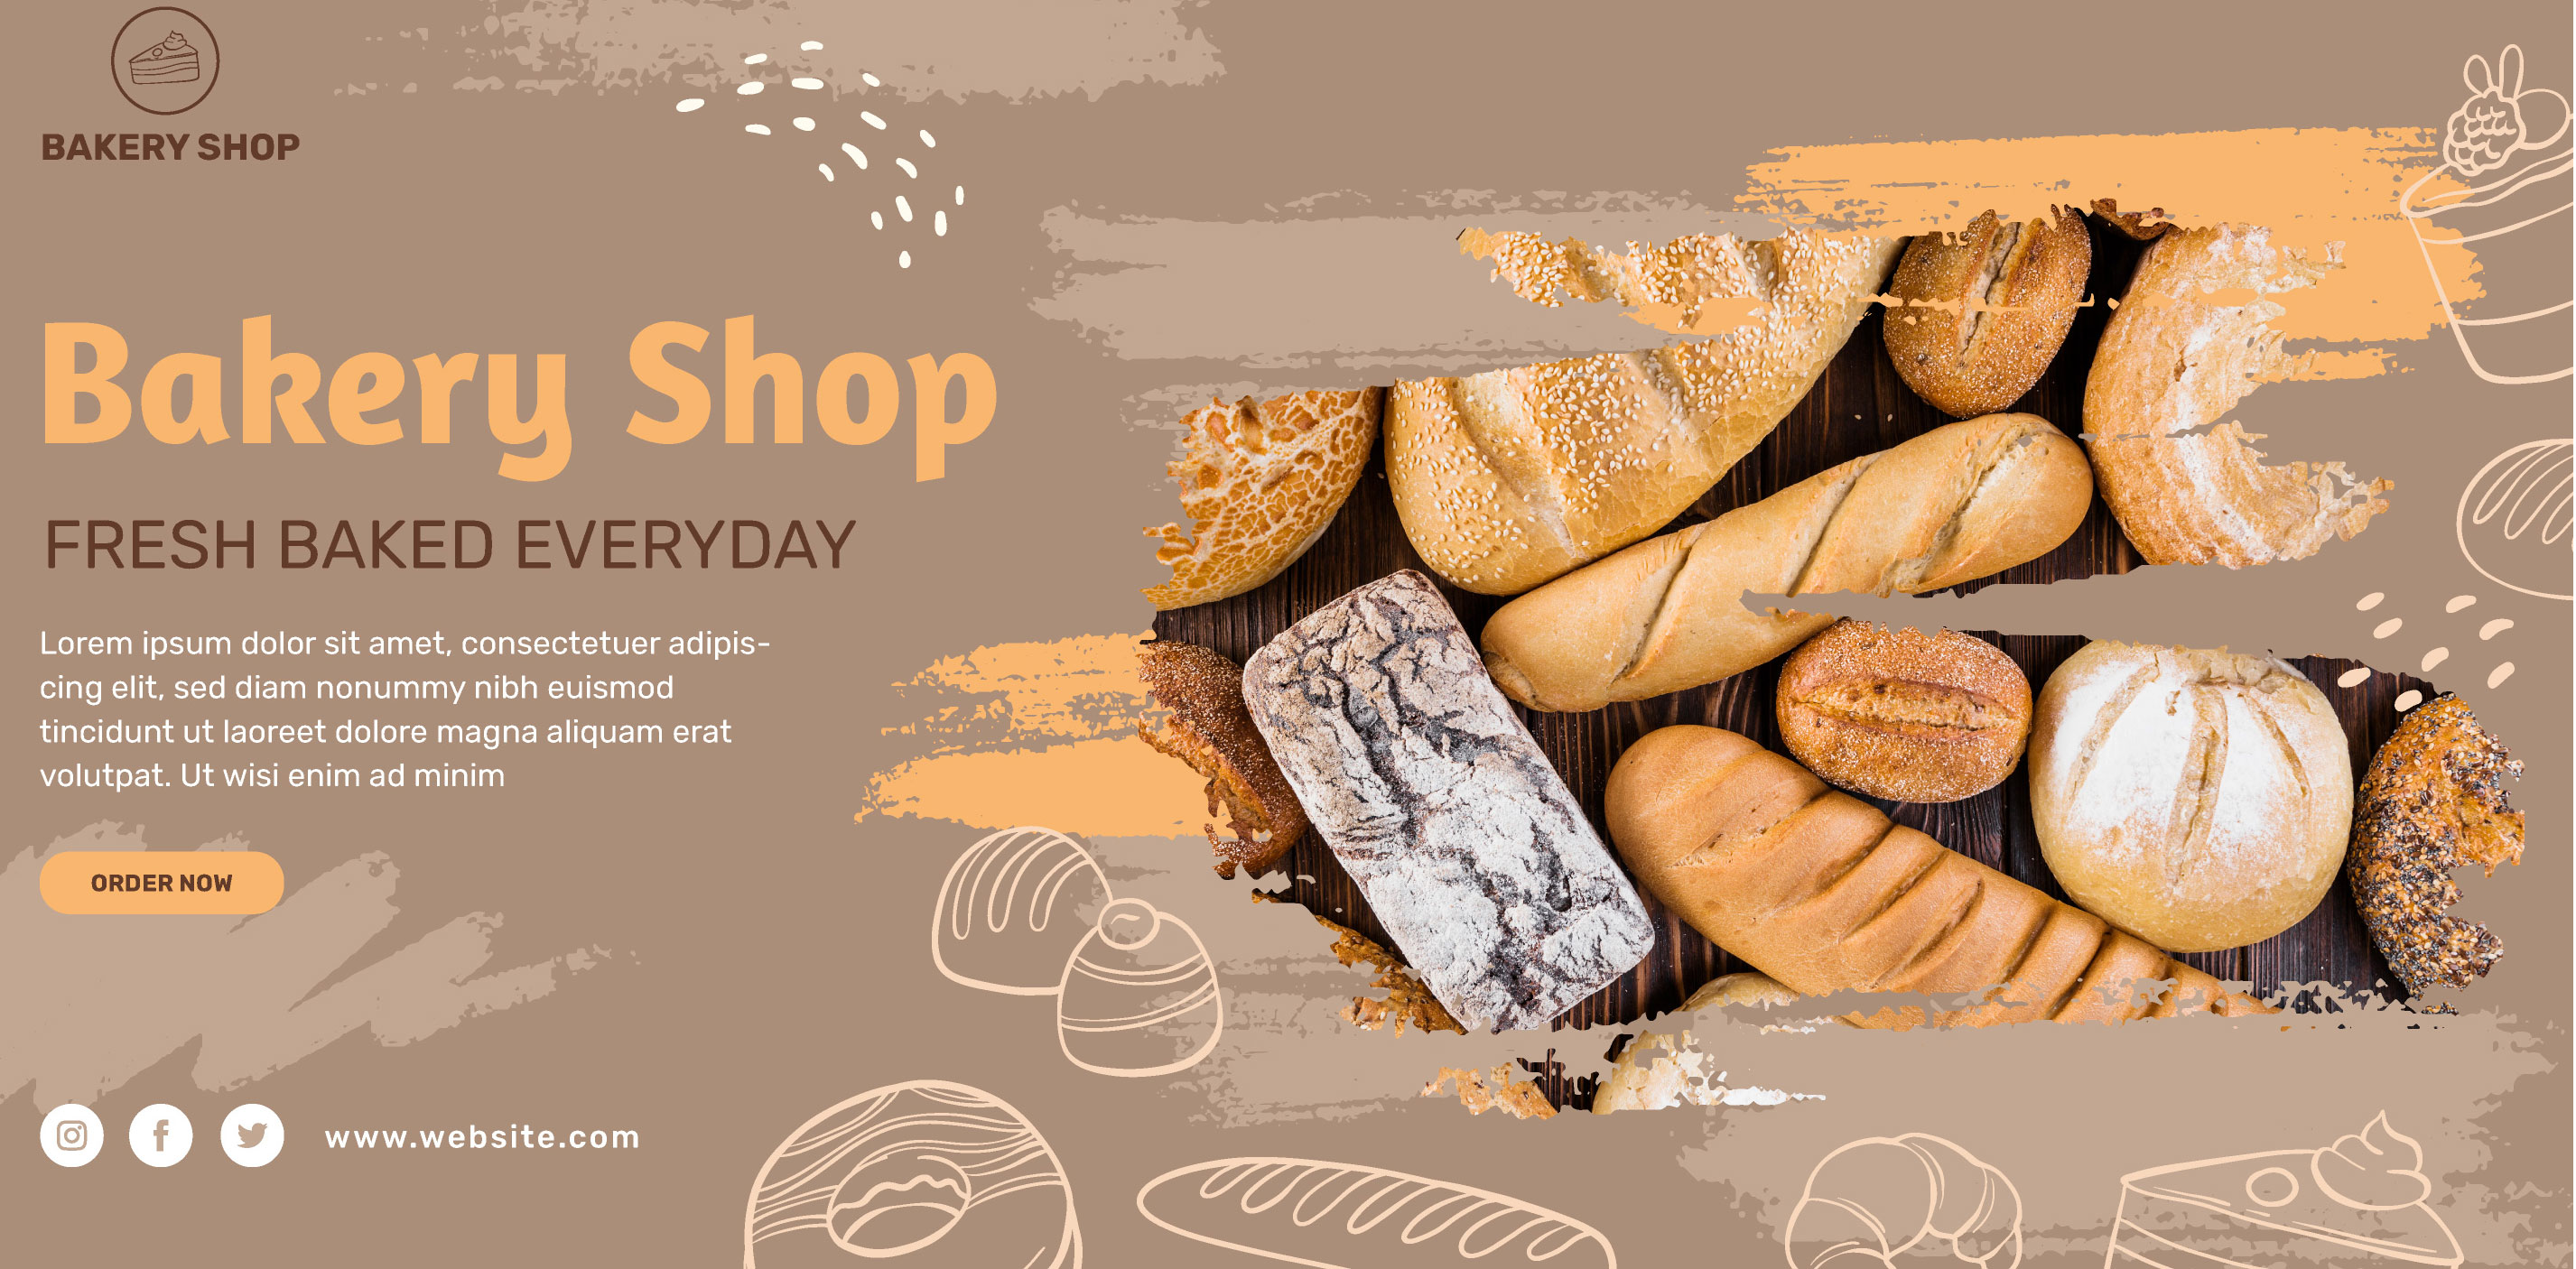 BAKERY SHOP
Bakery Shop
FRESH BAKED EVERYDAY
Lorem ipsum dolor sit amet, consectetuer adipis-
cing elit, sed diam nonummy nibh euismod
tincidunt ut laoreet dolore magna aliquam erat
volutpat. Ut wisi enim ad minim
ORDER NOW
www.website.com